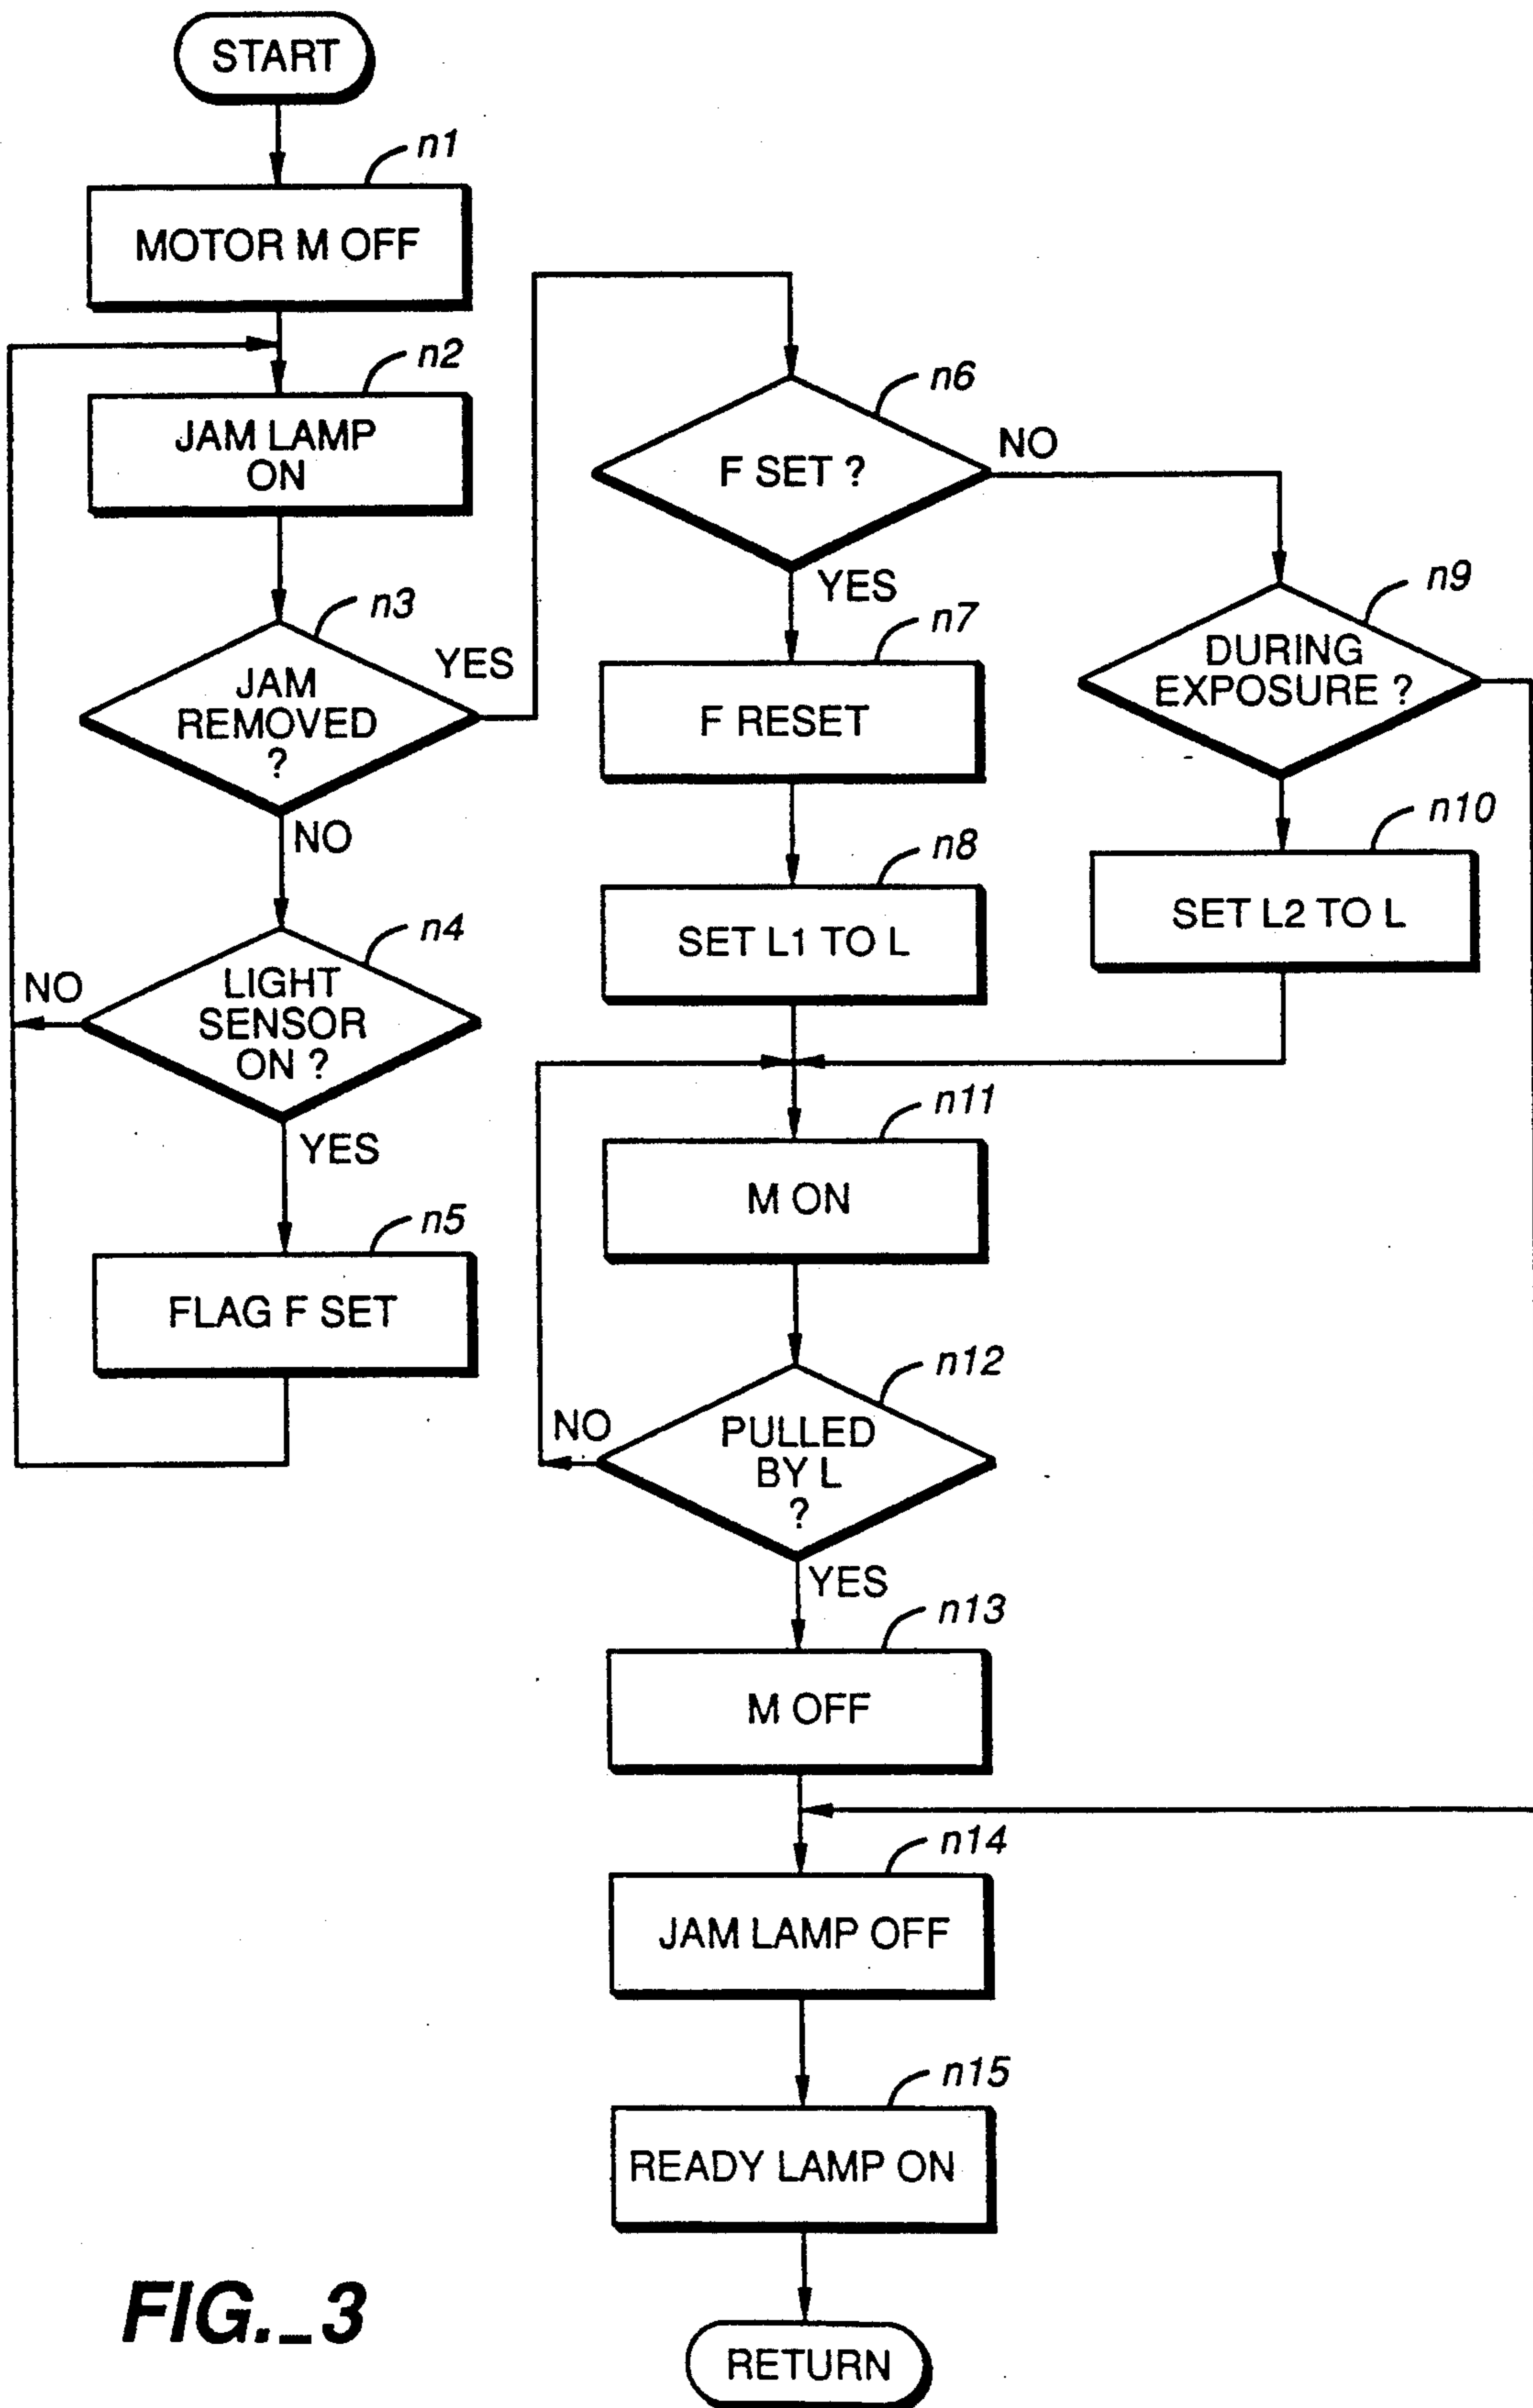 START
n1
MOTOR M OFF
n2
JAM LAMP
ON
n3
JAM
REMOVED
?
YES
NO
n4
LIGHT
SENSOR
ON ?
NO
YES
n5
FLAG F SET
n6
F SET ?
NO
YES
n7
F RESET
n8
SET L1 TO L
n9
DURING
EXPOSURE ?
n10
SET L2 TO L
n11
M ON
n12
PULLED
BY L
?
NO
YES
n13
M OFF
n14
JAM LAMP OFF
n15
READY LAMP ON
RETURN
FIG._3